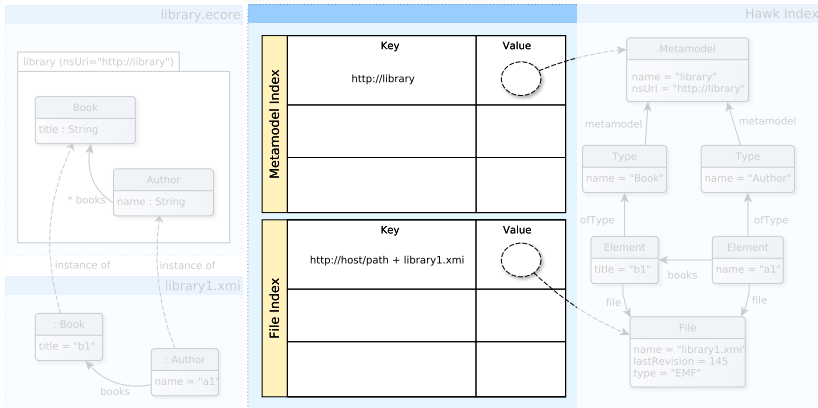 library.ecore
library (nsUri="http://library")
Book
title : String
Author
name : String
* books
instance of
instance of
library1.xmi
: Book
title = "b1"
: Author
name = "a1"
books
Metamodel Index
Key
Value
http://library
File Index
Key
Value
http://host/path + library1.xmi
Hawk Index
Metamodel
name = "library"
nsUri = "http://library"
metamodel
metamodel
Type
name = "Book"
Type
name = "Author"
ofType
ofType
Element
title = "b1"
Element
name = "a1"
books
file
file
File
name = "library1.xmi"
lastRevision = 145
type = "EMF"